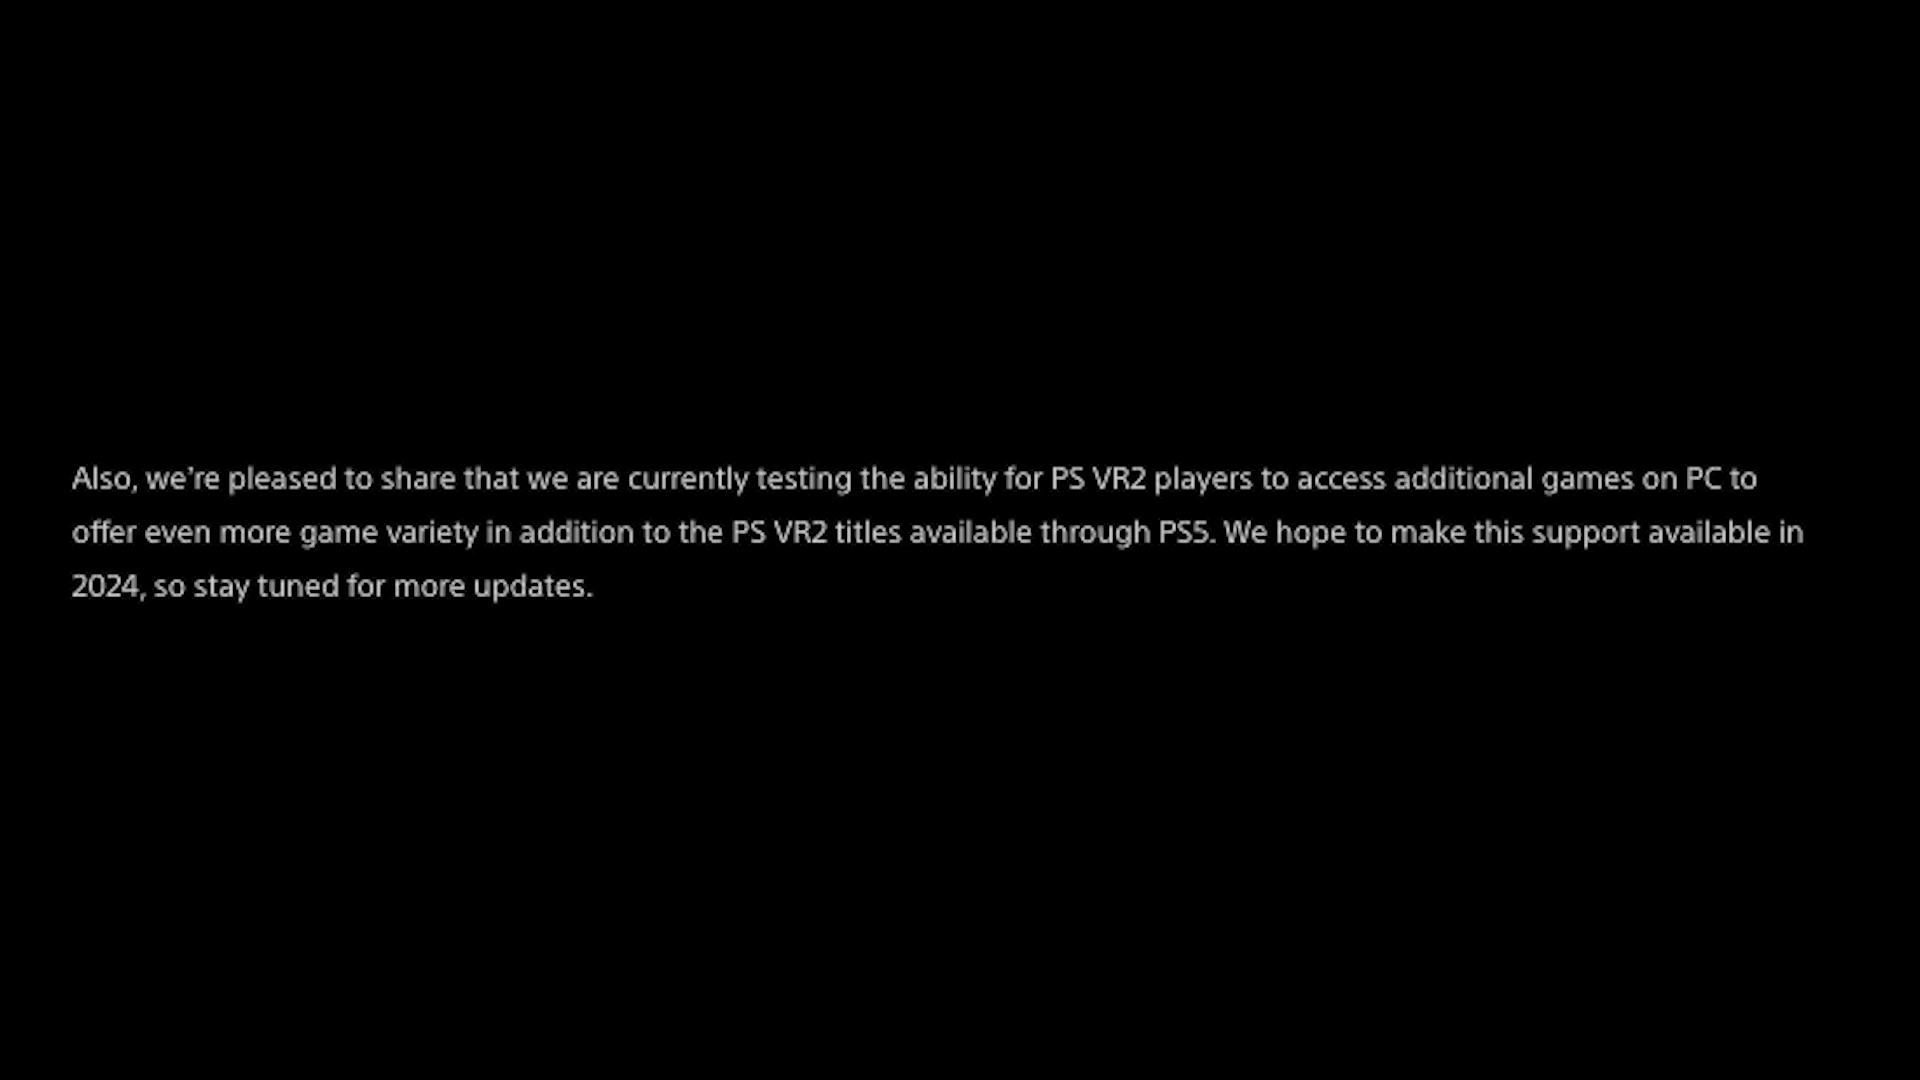 Also, we’re pleased to share that we are currently testing the ability for PS VR2 players to access additional games on PC to
offer even more game variety in addition to the PS VR2 titles available through PS5. We hope to make this support available in
2024, so stay tuned for more updates.